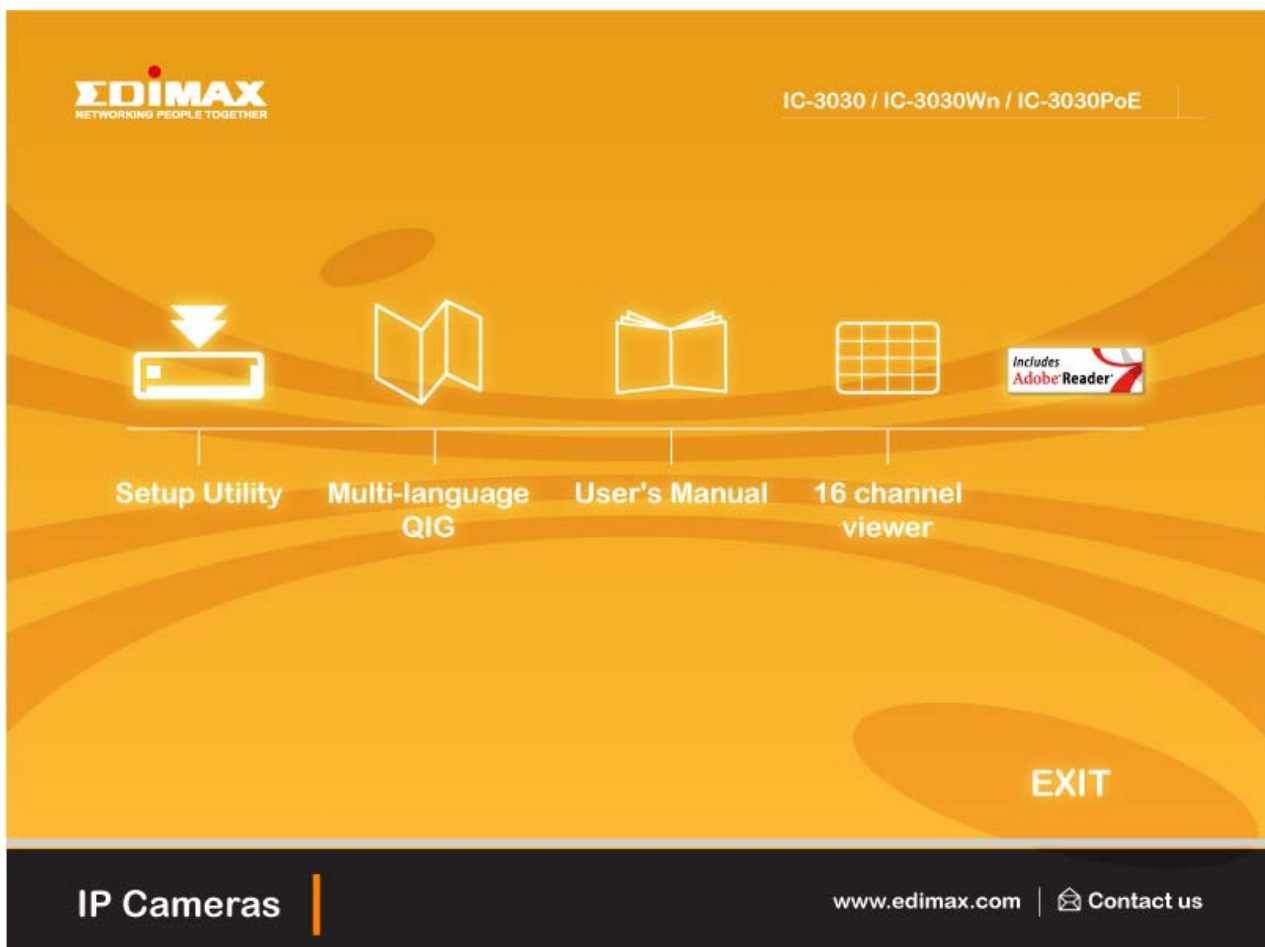 EDIMAX
NETWORKING PEOPLE TOGETHER
IC-3030 / IC-3030Wn / IC-3030PoE
Includes
Adobe Reader
Setup Utility
Multi-language
QIG
User's Manual
16 channel
viewer
EXIT
IP Cameras
www.edimax.com
Contact us